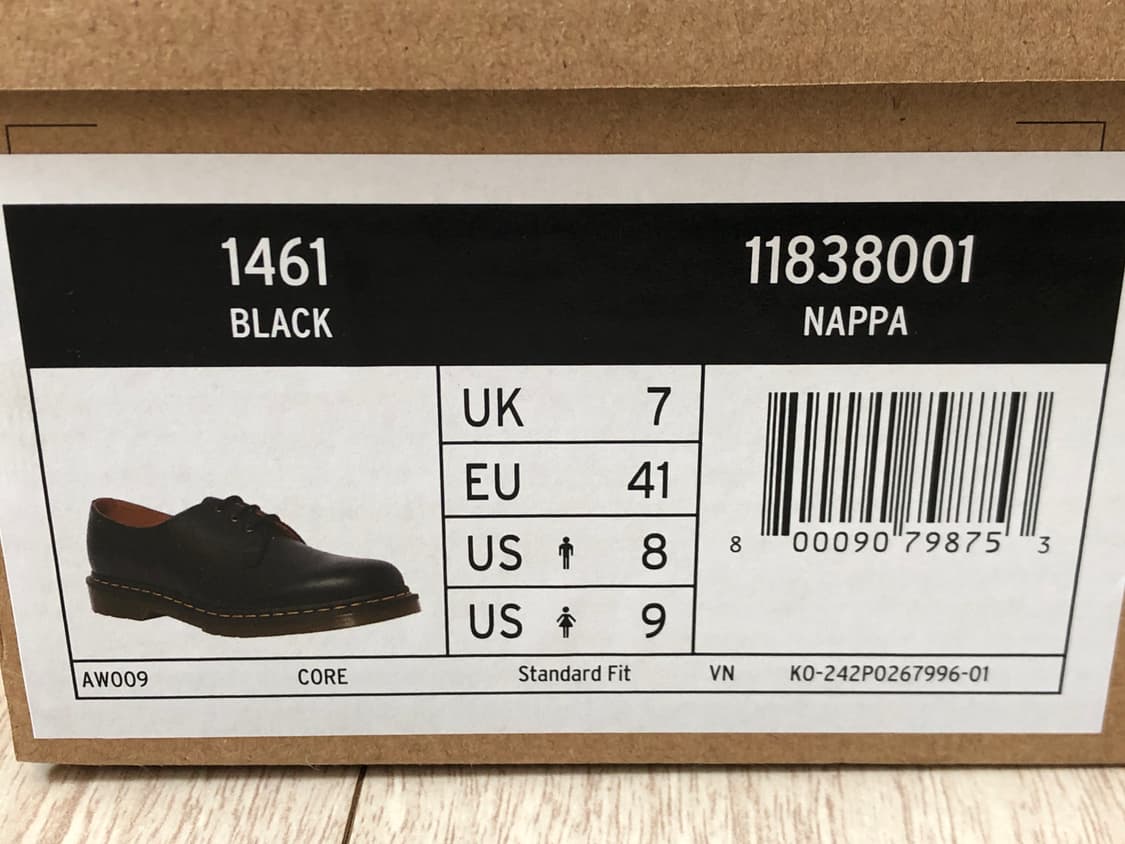 1461
BLACK
11838001
NAPPA
UK 7
EU 41
US 8
US 9
8 00090 79875 3
AW009 CORE Standard Fit VN KO-242P0267996-01